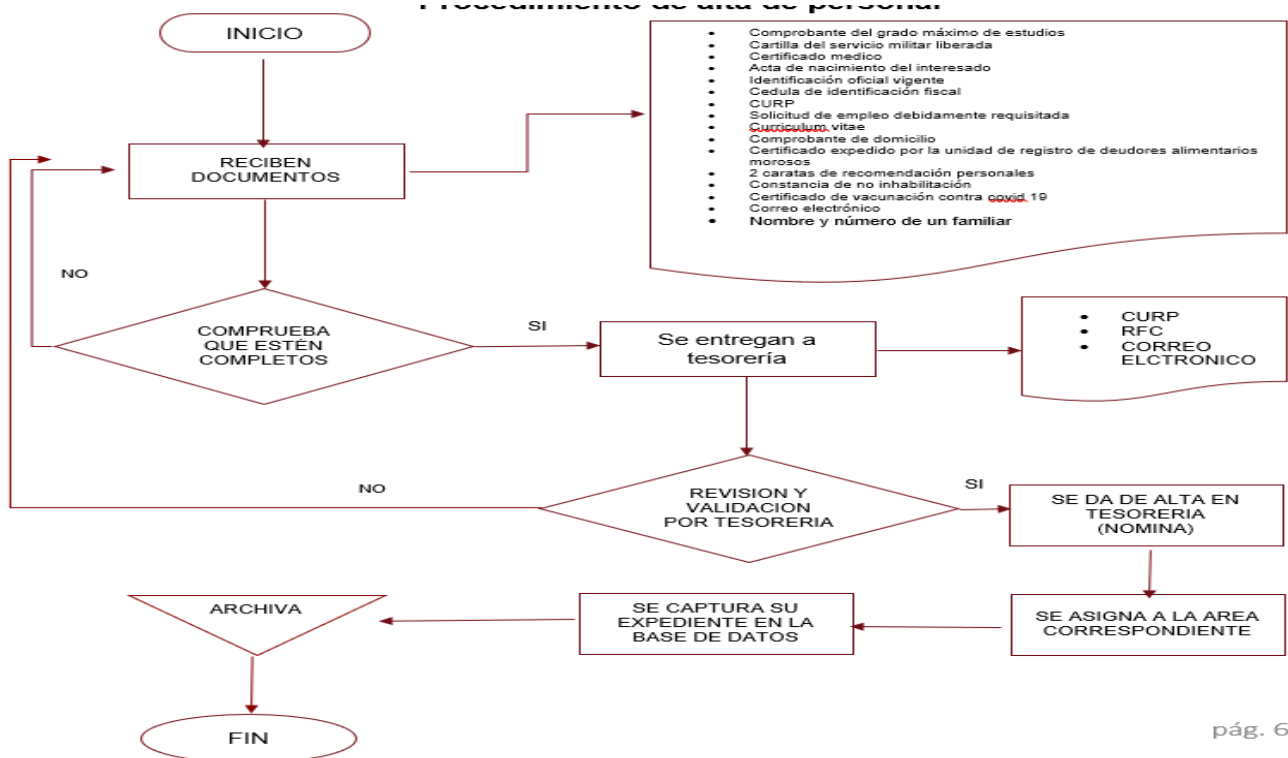 Procedimiento de alta de personal
INICIO
• Comprobante del grado máximo de estudios
• Cartilla del servicio militar liberada
• Certificado medico
• Acta de nacimiento del interesado
• Identificación oficial vigente
• Cedula de identificación fiscal
• CURP
• Solicitud de empleo debidamente requisitada
• Curriculum vitae
• Comprobante de domicilio
• Certificado expedido por la unidad de registro de deudores alimentarios
morosos
• 2 caratas de recomendación personales
• Constancia de no inhabilitación
• Certificado de vacunación contra covid 19
• Correo electrónico
• Nombre y número de un familiar
RECIBEN
DOCUMENTOS
NO
COMPRUEBA
QUE ESTÉN
COMPLETOS
SI
Se entregan a
tesorería
• CURP
• RFC
• CORREO
ELCTRONICO
NO
REVISION Y
VALIDACION
POR TESORERIA
SI
SE DA DE ALTA EN
TESORERIA
(NOMINA)
SE ASIGNA A LA AREA
CORRESPONDIENTE
SE CAPTURA SU
EXPEDIENTE EN LA
BASE DE DATOS
ARCHIVA
FIN
pág. 6